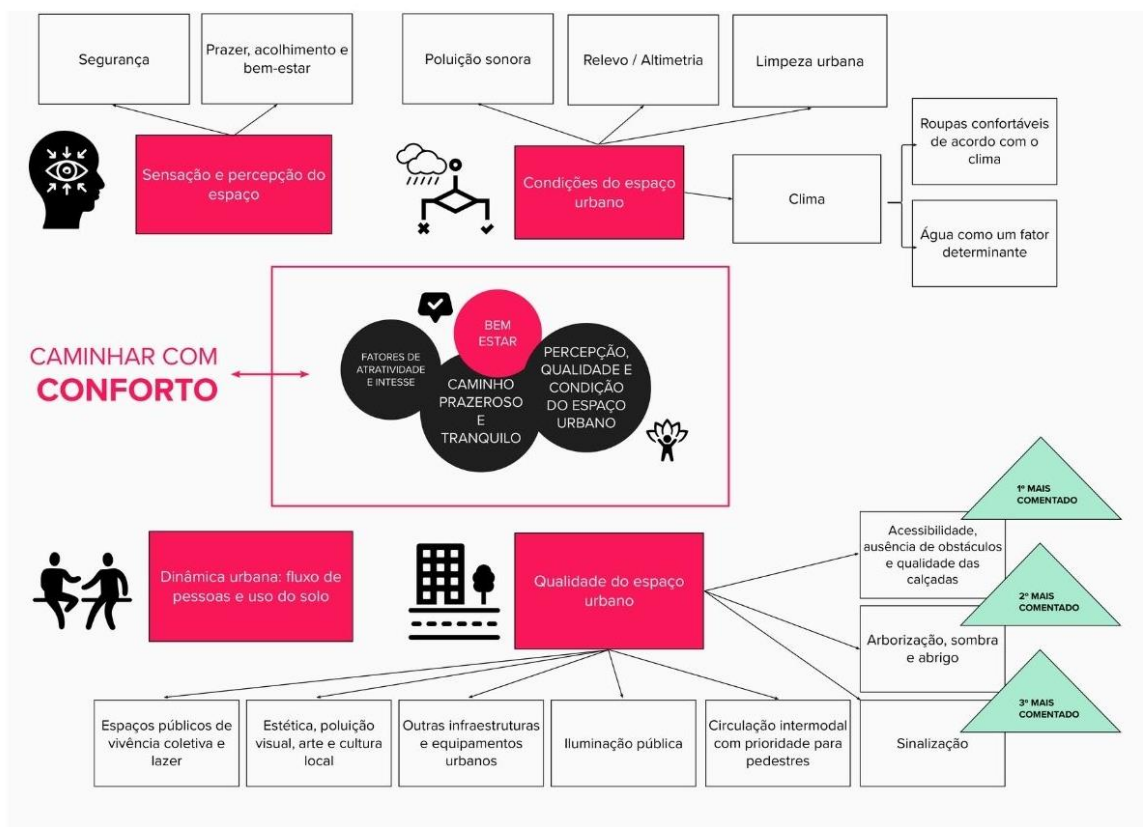 Segurança
Prazer, acolhimento e
bem-estar
Poluição sonora
Relevo / Altimetria
Limpeza urbana
Sensação e percepção do
espaço
Condições do espaço
urbano
Clima
Roupas confortáveis
de acordo com o
clima
Água como um fator
determinante
CAMINHAR COM
CONFORTO
FATORES DE
ATRATIVIDADE
E INTESSE
BEM
ESTAR
CAMINHO
PRAZEROSO
E
TRANQUILO
PERCEPÇÃO,
QUALIDADE E
CONDIÇÃO
DO ESPAÇO
URBANO
Dinâmica urbana: fluxo de
pessoas e uso do solo
Qualidade do espaço
urbano
1º MAIS
COMENTADO
Acessibilidade,
ausência de obstáculos
e qualidade das
calçadas
2º MAIS
COMENTADO
Arborização, sombra
e abrigo
3º MAIS
COMENTADO
Sinalização
Espaços públicos de
vivência coletiva e
lazer
Estética, poluição
visual, arte e cultura
local
Outras infraestruturas
e equipamentos
urbanos
Iluminação pública
Circulação intermodal
com prioridade para
pedestres